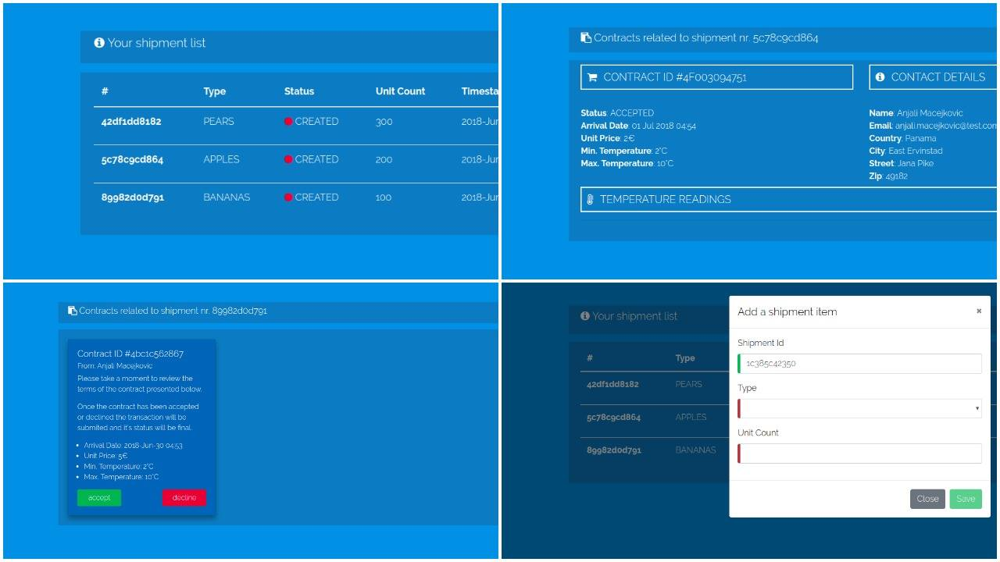 Your shipment list
# Type Status Unit Count Timesta
42df1dd8182 PEARS CREATED 300 2018-Jun
5c78c9cd864 APPLES CREATED 200 2018-Jun
89982d0d791 BANANAS CREATED 100 2018-Jun
Contracts related to shipment nr. 5c78c9cd864
CONTRACT ID #4F003094751
CONTACT DETAILS
Status: ACCEPTED
Arrival Date: 01 Jul 2018 04:54
Unit Price: 2€
Min. Temperature: 2°C
Max. Temperature: 10°C
Name: Anjali Macejkovic
Email: anjali.macejkovic@test.com
Country: Panama
City: East Ervinstad
Street: Jana Pike
Zip: 49182
TEMPERATURE READINGS
Contracts related to shipment nr. 89982d0d791
Contract ID #4bc1c562867
From: Anjali Macejkovic
Please take a moment to review the
terms of the contract presented below.
Once the contract has been accepted
or declined the transaction will be
submited and it's status will be final.
• Arrival Date: 2018-Jun-30 04:53
• Unit Price: 5€
• Min. Temperature: 2°C
• Max. Temperature: 10°C
accept decline
Your shipment list
# Type
42df1dd8182 PEARS
5c78c9cd864 APPLES
89982d0d791 BANANAS
Add a shipment item ×
Shipment Id
1c385c42350
Type
Unit Count
Close Save